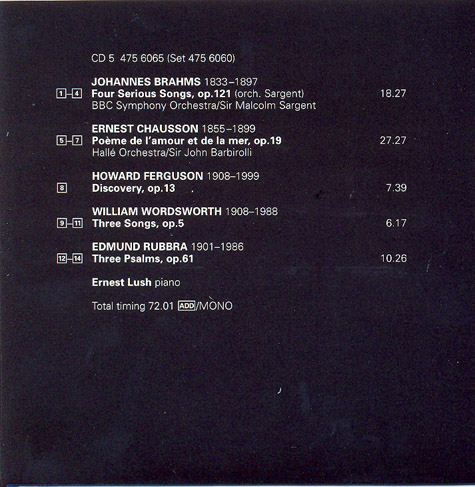 CD 5 475 6065 (Set 475 6060)
JOHANNES BRAHMS 1833–1897
1–4 Four Serious Songs, op.121 (orch. Sargent) 18.27
BBC Symphony Orchestra/Sir Malcolm Sargent
ERNEST CHAUSSON 1855–1899
5–7 Poème de l'amour et de la mer, op.19 27.27
Hallé Orchestra/Sir John Barbirolli
HOWARD FERGUSON 1908–1999
8 Discovery, op.13 7.39
WILLIAM WORDSWORTH 1908–1988
9–11 Three Songs, op.5 6.17
EDMUND RUBBRA 1901–1986
12–14 Three Psalms, op.61 10.26
Ernest Lush piano
Total timing 72.01 ADD/MONO